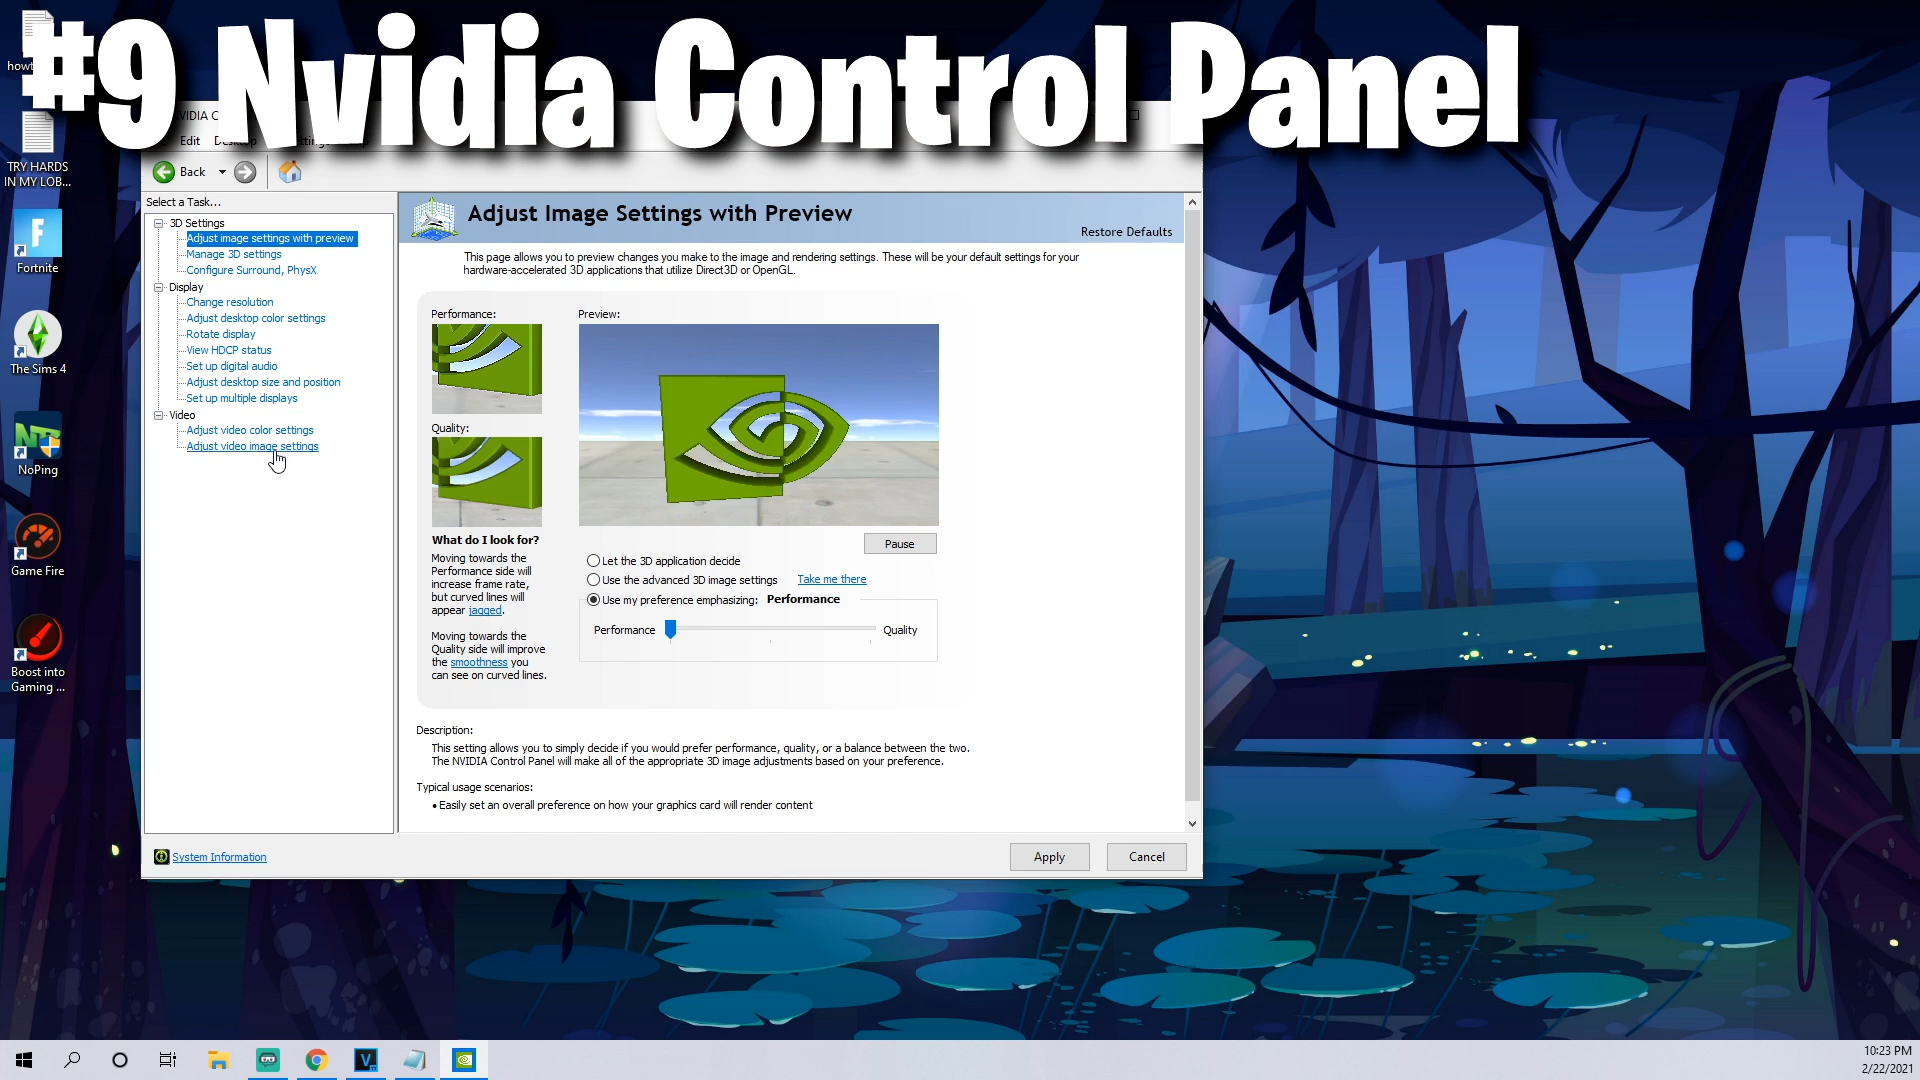 #9 Nvidia Control Panel
Edit
Back
Select a Task...
3D Settings
Adjust image settings with preview
Manage 3D settings
Configure Surround, PhysX
Display
Change resolution
Adjust desktop color settings
Rotate display
View HDCP status
Set up digital audio
Adjust desktop size and position
Set up multiple displays
Video
Adjust video color settings
Adjust video image settings
System Information
Adjust Image Settings with Preview
Restore Defaults
This page allows you to preview changes you make to the image and rendering settings. These will be your default settings for your
hardware-accelerated 3D applications that utilize Direct3D or OpenGL.
Performance:
Quality:
What do I look for?
Moving towards the
Performance side will
increase frame rate,
but curved lines will
appear jagged.
Moving towards the
Quality side will improve
the smoothness you
can see on curved lines.
Preview:
Pause
Let the 3D application decide
Use the advanced 3D image settings Take me there
Use my preference emphasizing: Performance
Performance Quality
Description:
This setting allows you to simply decide if you would prefer performance, quality, or a balance between the two.
The NVIDIA Control Panel will make all of the appropriate 3D image adjustments based on your preference.
Typical usage scenarios:
• Easily set an overall preference on how your graphics card will render content
Apply Cancel
TRY HARDS
IN MY LOB...
Fortnite
The Sims 4
NoPing
Game Fire
Boost into
Gaming ...
10:23 PM
2/22/2021